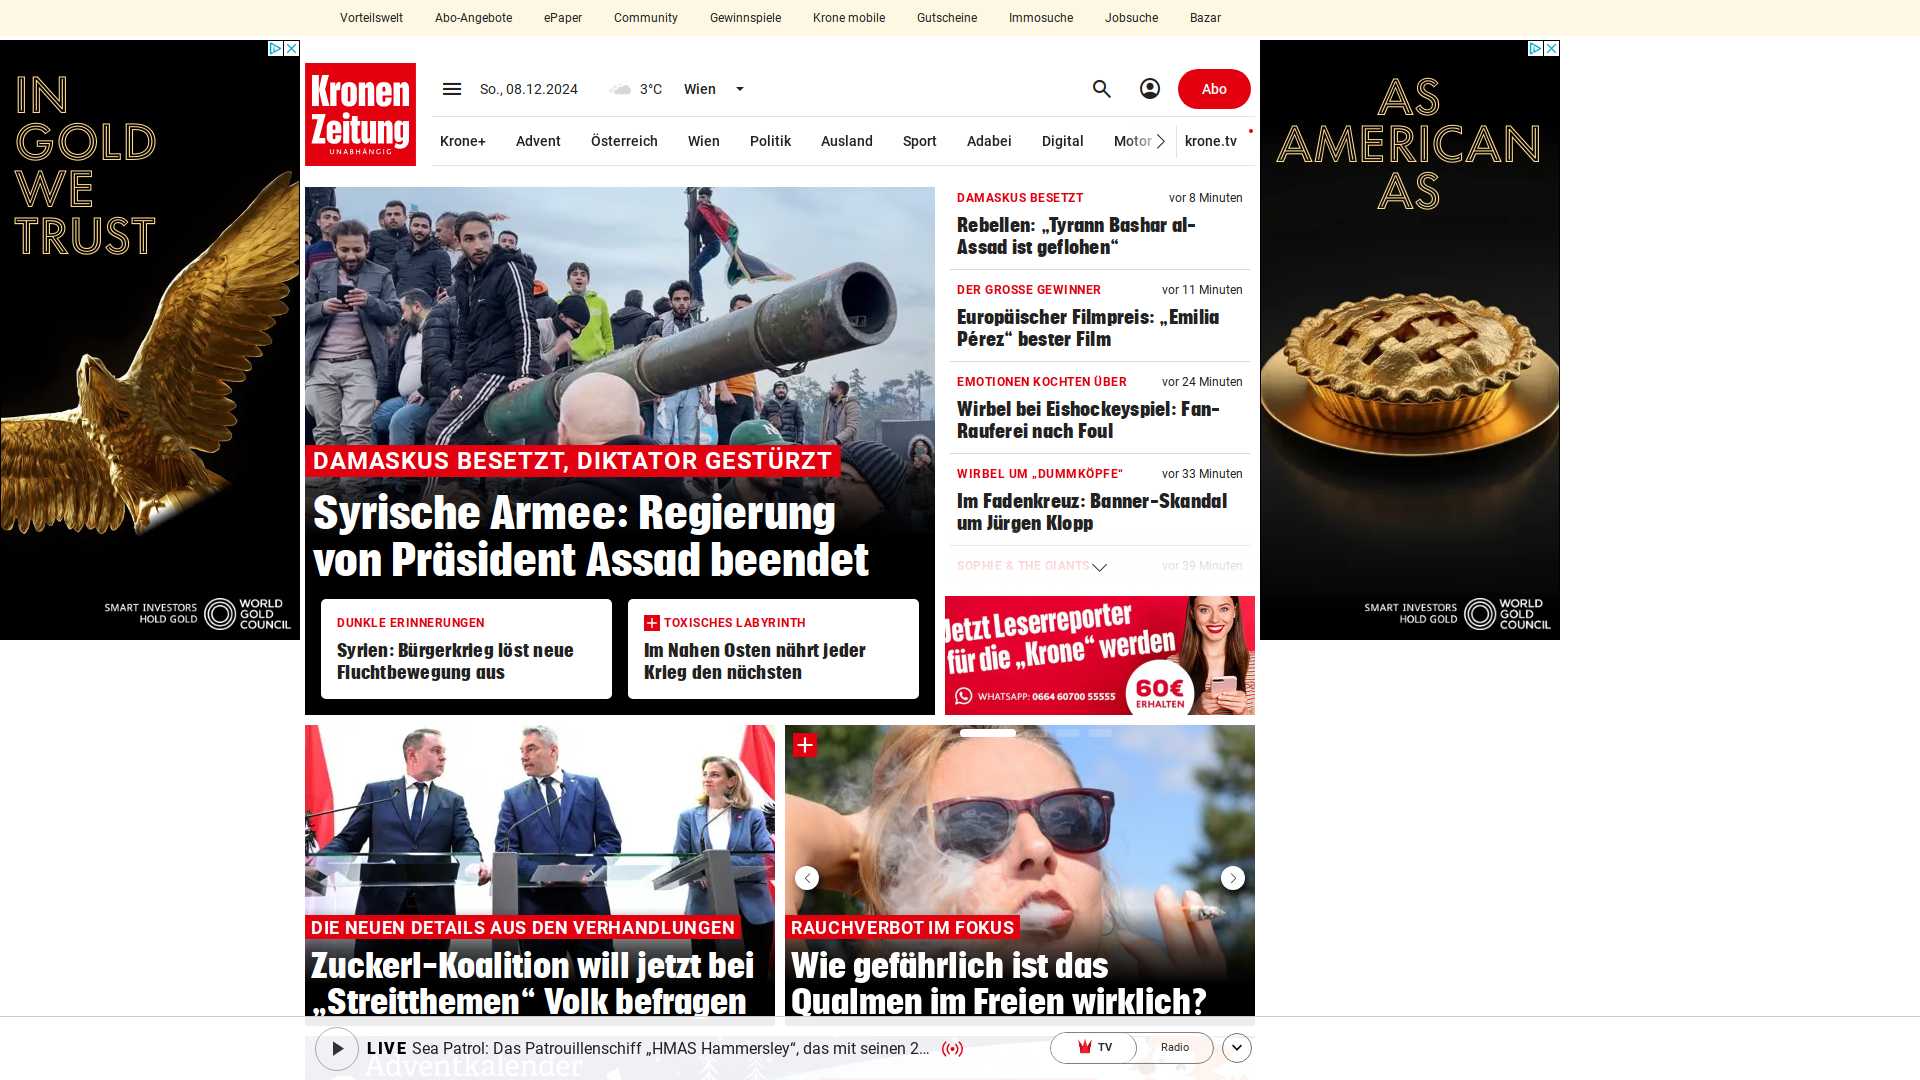 Vorteilswelt
Abo-Angebote
ePaper
Community
Gewinnspiele
Krone mobile
Gutscheine
Immosuche
Jobsuche
Bazar
IN
GOLD
WE
TRUST
SMART INVESTORS
HOLD GOLD
WORLD
GOLD
COUNCIL
Kronen
Zeitung
UNABHÄNGIG
So., 08.12.2024
3°C
Wien
Abo
Krone+
Advent
Österreich
Wien
Politik
Ausland
Sport
Adabei
Digital
Motor
krone.tv
DAMASKUS BESETZT, DIKTATOR GESTÜRZT
Syrische Armee: Regierung
von Präsident Assad beendet
DUNKLE ERINNERUNGEN
Syrien: Bürgerkrieg löst neue
Fluchtbewegung aus
TOXISCHES LABYRINTH
Im Nahen Osten nährt jeder
Krieg den nächsten
DAMASKUS BESETZT
vor 8 Minuten
Rebellen: „Tyrann Bashar al-
Assad ist geflohen“
DER GROSSE GEWINNER
vor 11 Minuten
Europäischer Filmpreis: „Emilia
Pérez“ bester Film
EMOTIONEN KOCHTEN ÜBER
vor 24 Minuten
Wirbel bei Eishockeyspiel: Fan-
Rauferei nach Foul
WIRBEL UM „DUMMKÖPFE“
vor 33 Minuten
Im Fadenkreuz: Banner-Skandal
um Jürgen Klopp
SOPHIE & THE GIANTS
vor 39 Minuten
Jetzt Leserreporter
für die „Krone“ werden
WHATSAPP: 0664 60700 55555
60€
ERHALTEN
AS
AMERICAN
AS
SMART INVESTORS
HOLD GOLD
WORLD
GOLD
COUNCIL
DIE NEUEN DETAILS AUS DEN VERHANDLUNGEN
Zuckerl-Koalition will jetzt bei
„Streitthemen“ Volk befragen
RAUCHVERBOT IM FOKUS
Wie gefährlich ist das
Qualmen im Freien wirklich?
LIVE Sea Patrol: Das Patrouillenschiff „HMAS Hammersley“, das mit seinen 2...
TV
Radio
Adventkalender